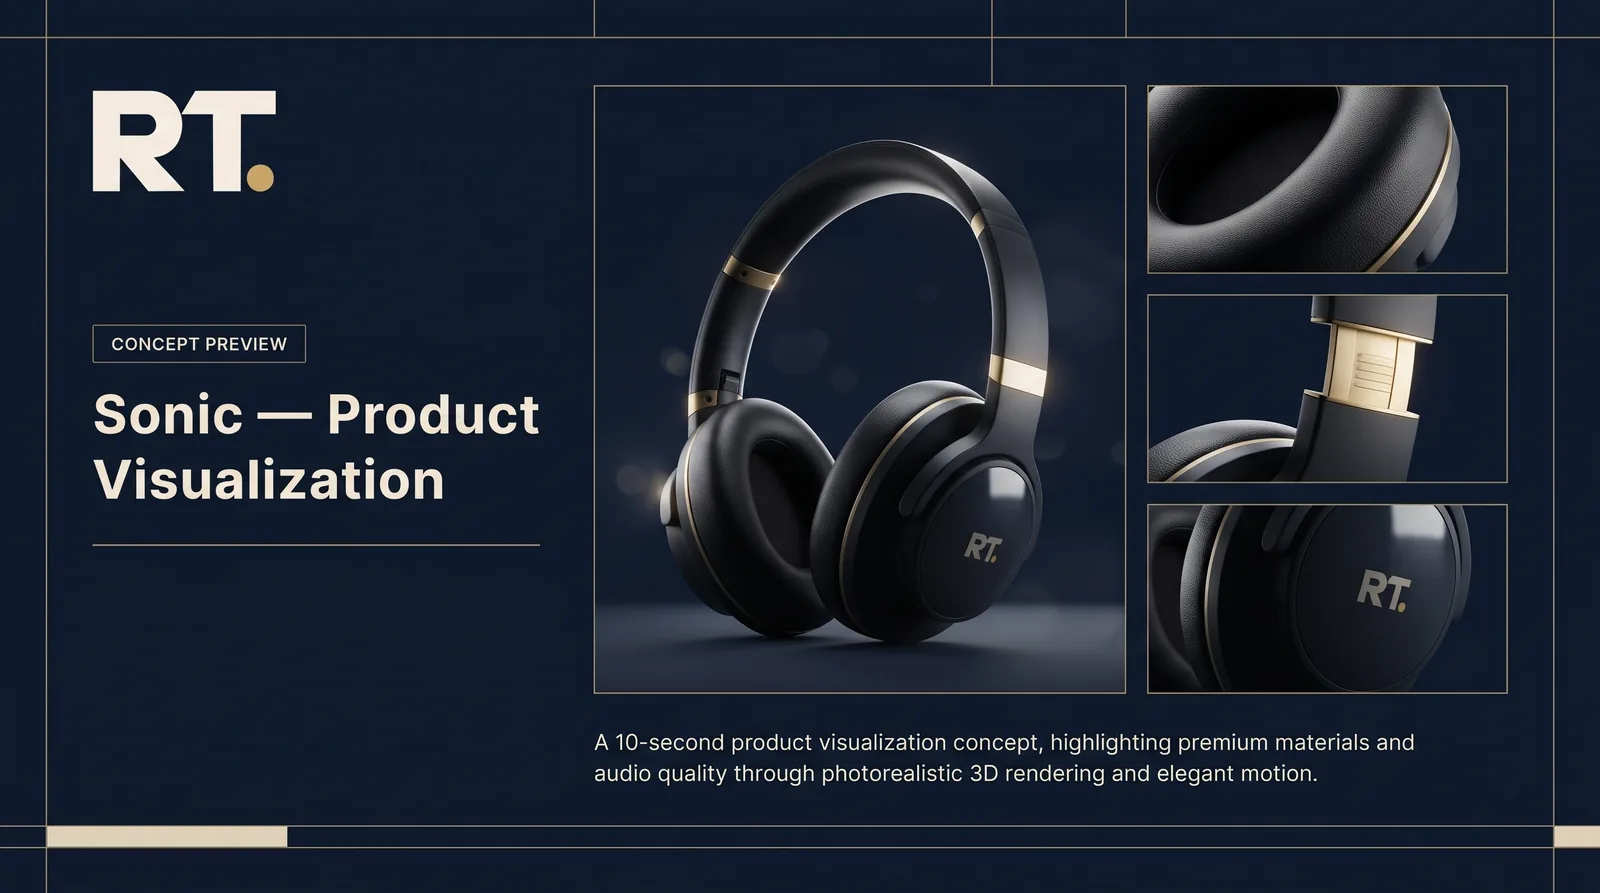 RT.
CONCEPT PREVIEW
Sonic — Product
Visualization
RT.
RT.
A 10-second product visualization concept, highlighting premium materials and
audio quality through photorealistic 3D rendering and elegant motion.